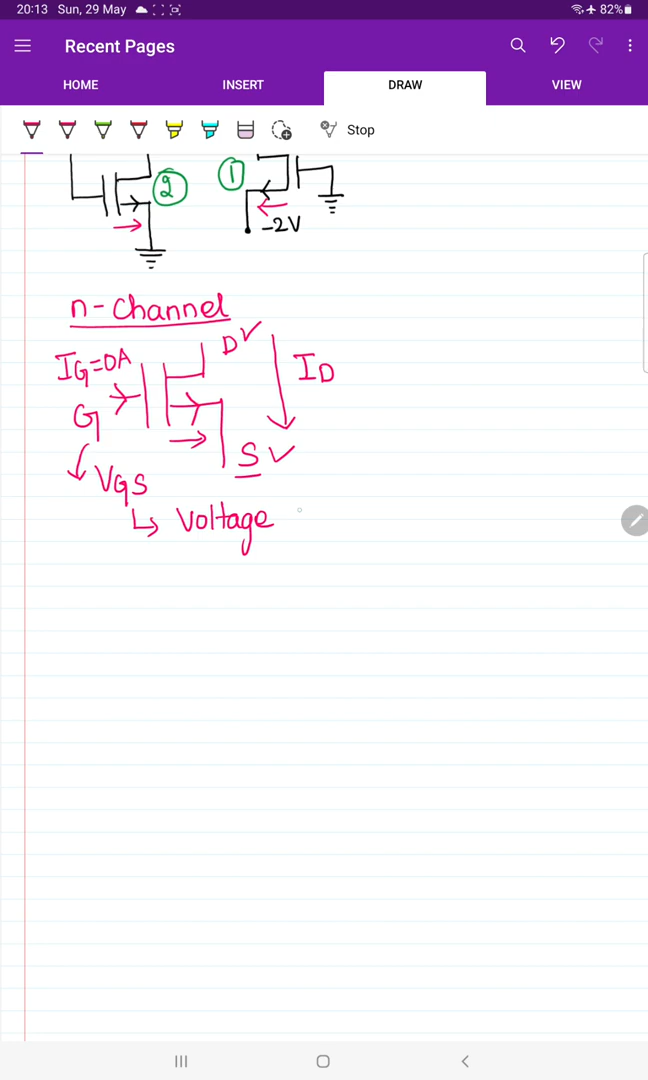 20:13 Sun, 29 May 82%
Recent Pages
HOME INSERT DRAW VIEW
Stop
2 1
-2V
n-channel
D
IG=0A ID
G
S
VGS
↳ Voltage